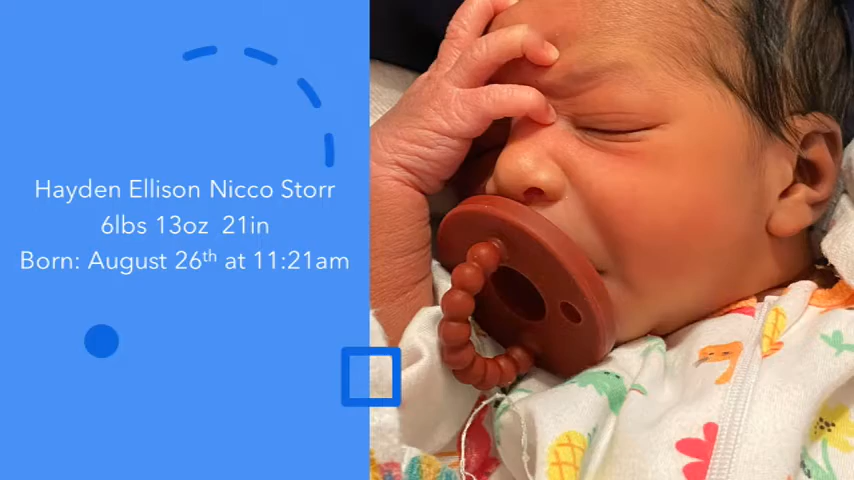 Hayden Ellison Nicco Storr
6lbs 13oz  21in
Born: August 26th at 11:21am